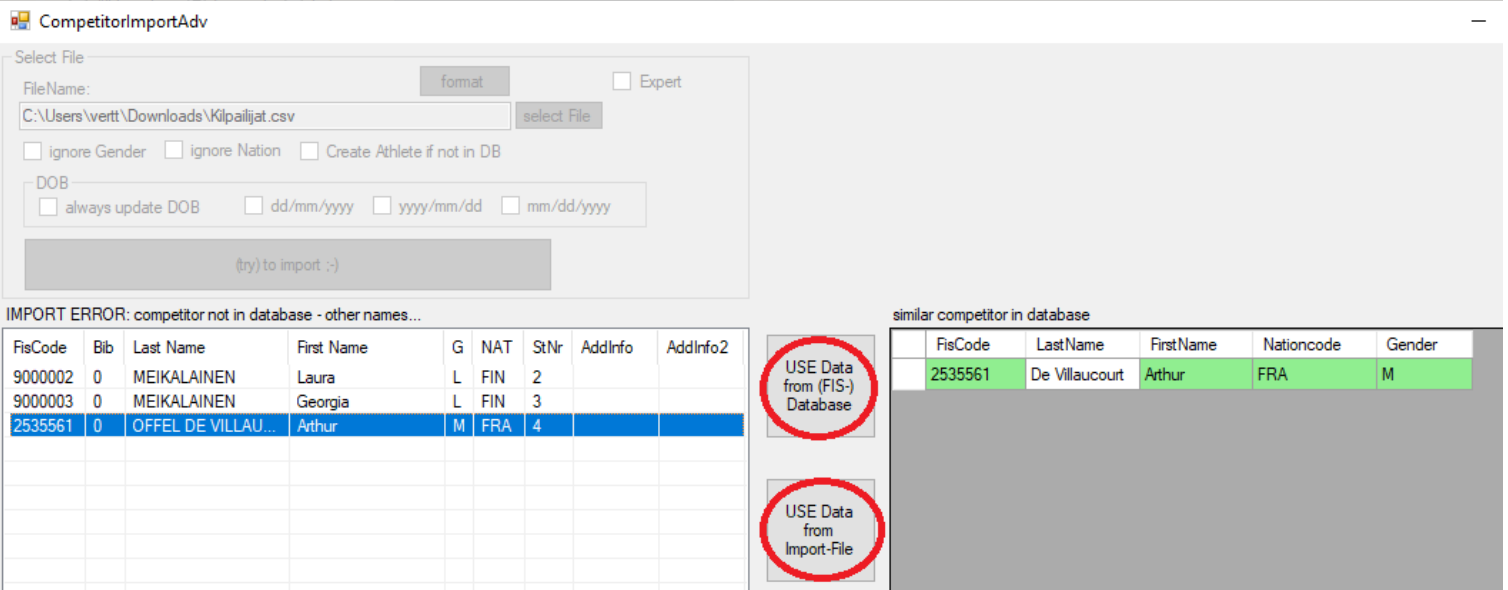 CompetitorImportAdv
Select File
format
Expert
FileName:
C:\Users\vertt\Downloads\Kilpailijat.csv
select File
ignore Gender ignore Nation Create Athlete if not in DB
DOB
always update DOB dd/mm/yyyy yyyy/mm/dd mm/dd/yyyy
(try) to import ;-)
IMPORT ERROR: competitor not in database - other names...
FisCode Bib Last Name First Name G NAT StNr AddInfo AddInfo2
9000002 0 MEIKALAINEN Laura L FIN 2
9000003 0 MEIKALAINEN Georgia L FIN 3
2535561 0 OFFEL DE VILLAU... Arthur M FRA 4
USE Data
from (FIS-)
Database
USE Data
from
Import-File
similar competitor in database
FisCode LastName FirstName Nationcode Gender
2535561 De Villaucourt Arthur FRA M